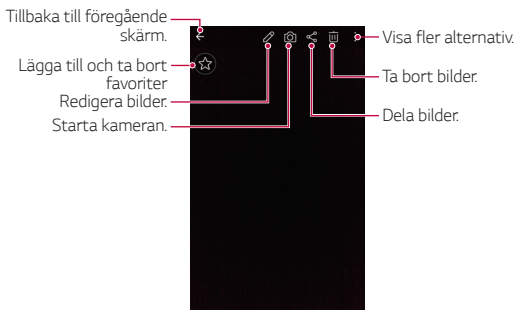 Tillbaka till föregående
skärm.
Lägga till och ta bort
favoriter
Redigera bilder.
Starta kameran.
Visa fler alternativ.
Ta bort bilder.
Dela bilder.